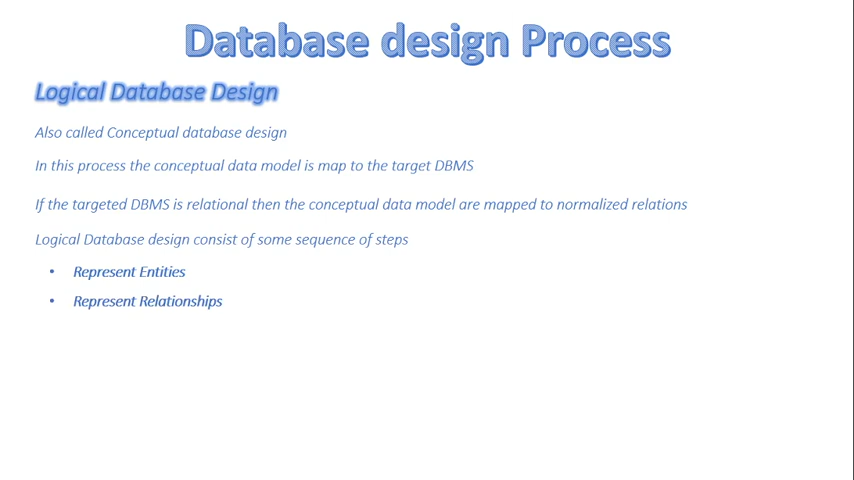 Database design Process
Logical Database Design
Also called Conceptual database design
In this process the conceptual data model is map to the target DBMS
If the targeted DBMS is relational then the conceptual data model are mapped to normalized relations
Logical Database design consist of some sequence of steps
• Represent Entities
• Represent Relationships